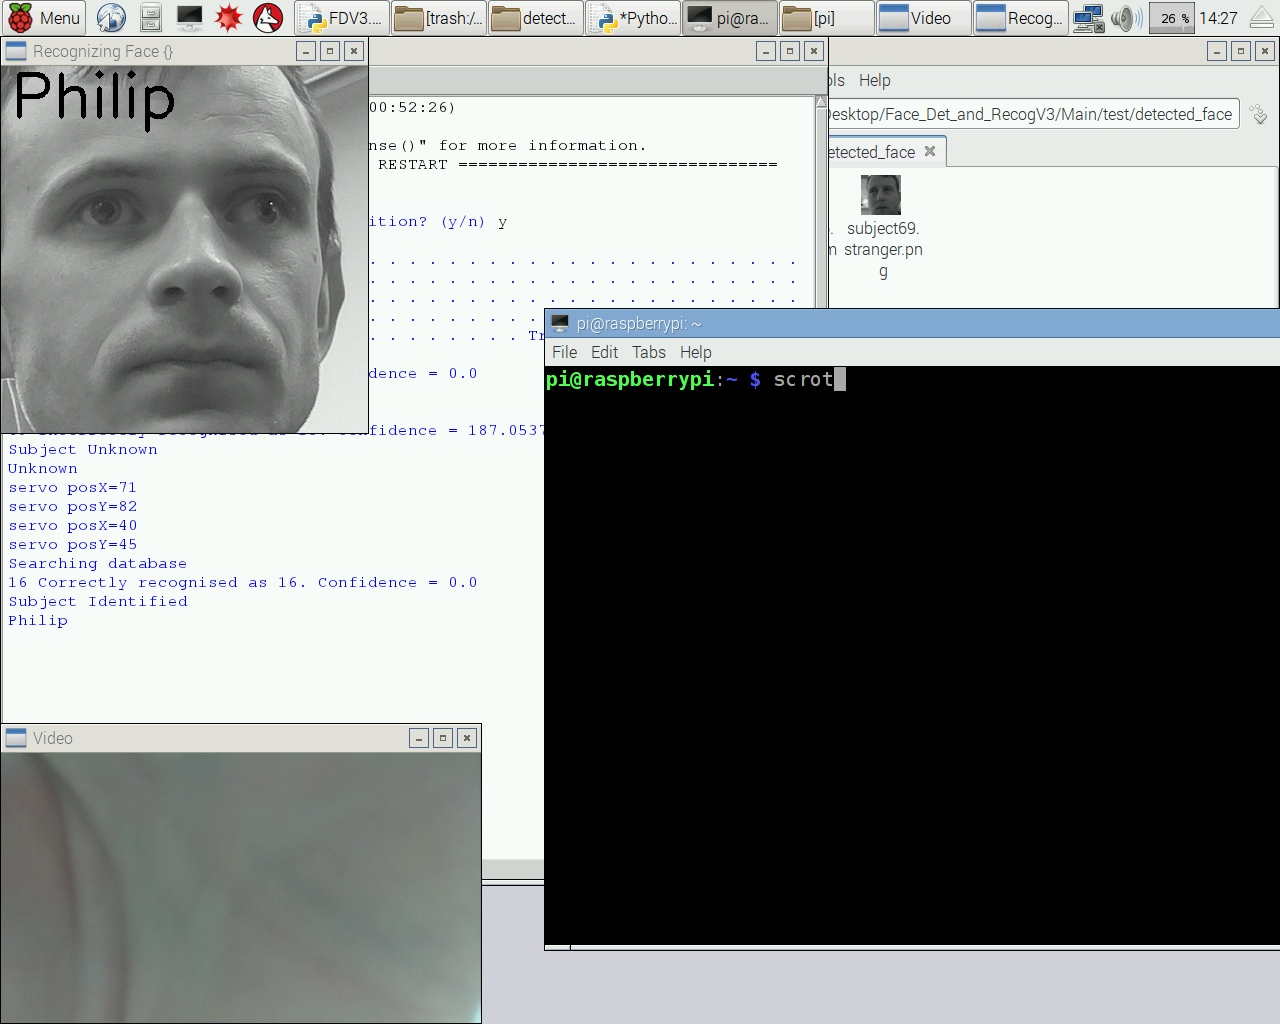 Menu
FDV3....
[trash:/...
detect...
*Pytho...
pi@ra...
[pi]
Video
Recog...
26 %
14:27
Recognizing Face {}
Philip
ols Help
Desktop/Face_Det_and_RecogV3/Main/test/detected_face
etected_face
subject69.
stranger.pn
g
m
00:52:26)
nse()" for more information.
RESTART ================================
ition? (y/n) y
. . . . . . . . . . . . . . . . . . . . . .
. . . . . . . . . . . . . . . . . . . . . .
. . . . . . . . . . . . . . . . . . . . . .
. . . . . . . . . . . . . . . . . . . . . .
. . . . . . . . Tr
dence = 0.0
confidence = 187.0537
Subject Unknown
Unknown
servo posX=71
servo posY=82
servo posX=40
servo posY=45
Searching database
16 Correctly recognised as 16. Confidence = 0.0
Subject Identified
Philip
pi@raspberrypi: ~
File Edit Tabs Help
pi@raspberrypi:~ $ scrot
Video